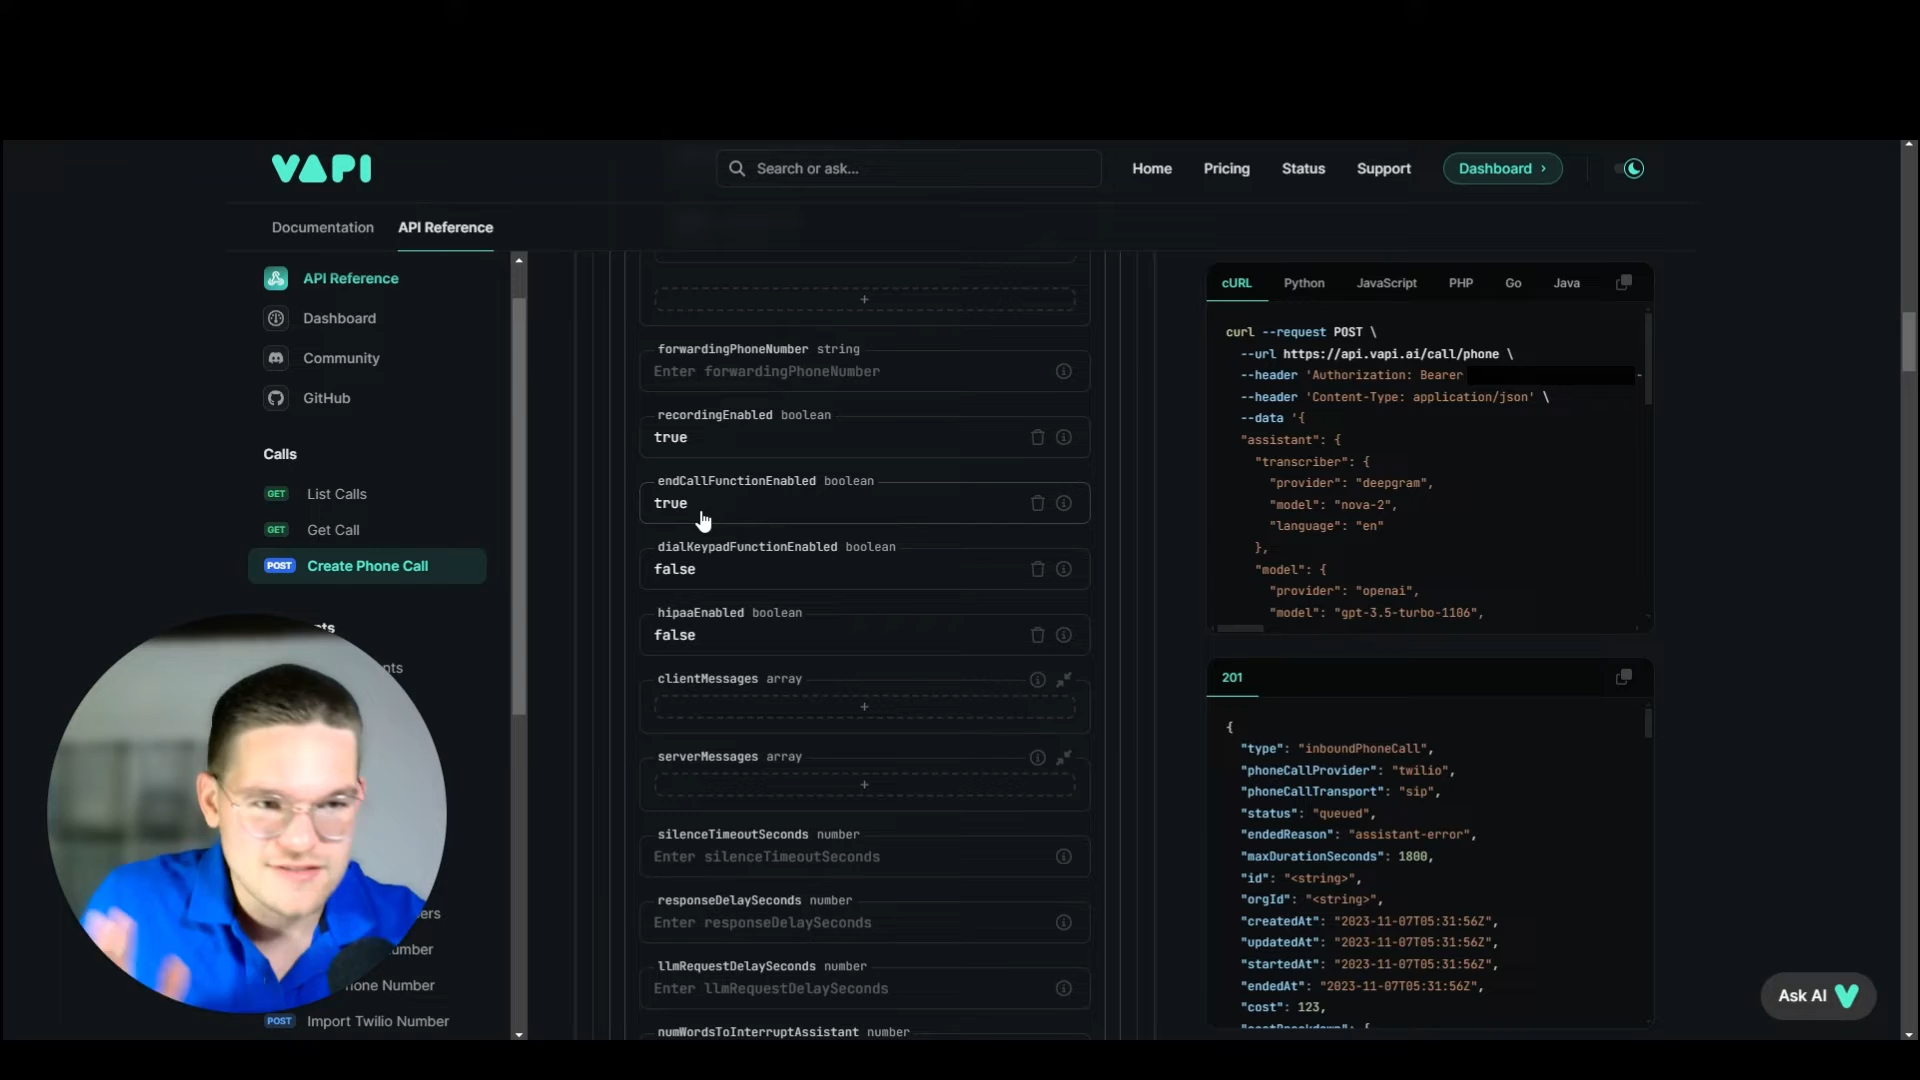 VAPI
Search or ask...
Home
Pricing
Status
Support
Dashboard
Documentation
API Reference
API Reference
Dashboard
Community
GitHub
Calls
GET List Calls
GET Get Call
POST Create Phone Call
POST Import Twilio Number
forwardingPhoneNumber string
Enter forwardingPhoneNumber
recordingEnabled boolean
true
endCallFunctionEnabled boolean
true
dialKeypadFunctionEnabled boolean
false
hipaaEnabled boolean
false
clientMessages array
+
serverMessages array
+
silenceTimeoutSeconds number
Enter silenceTimeoutSeconds
responseDelaySeconds number
Enter responseDelaySeconds
llmRequestDelaySeconds number
Enter llmRequestDelaySeconds
numWordsToInterruptAssistant number
cURL Python JavaScript PHP Go Java
curl --request POST \
--url https://api.vapi.ai/call/phone \
--header 'Authorization: Bearer
--header 'Content-Type: application/json' \
--data '{
"assistant": {
"transcriber": {
"provider": "deepgram",
"model": "nova-2",
"language": "en"
},
"model": {
"provider": "openai",
"model": "gpt-3.5-turbo-1106",
201
{
"type": "inboundPhoneCall",
"phoneCallProvider": "twilio",
"phoneCallTransport": "sip",
"status": "queued",
"endedReason": "assistant-error",
"maxDurationSeconds": 1800,
"id": "<string>",
"orgId": "<string>",
"createdAt": "2023-11-07T05:31:56Z",
"updatedAt": "2023-11-07T05:31:56Z",
"startedAt": "2023-11-07T05:31:56Z",
"endedAt": "2023-11-07T05:31:56Z",
"cost": 123,
Ask AI